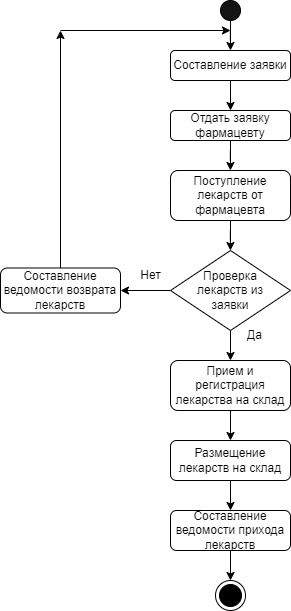 Составление заявки
Отдать заявку
фармацевту
Поступление
лекарств от
фармацевта
Проверка
лекарств из
заявки
Нет
Составление
ведомости возврата
лекарств
Да
Прием и
регистрация
лекарства на склад
Размещение
лекарств на склад
Составление
ведомости прихода
лекарств